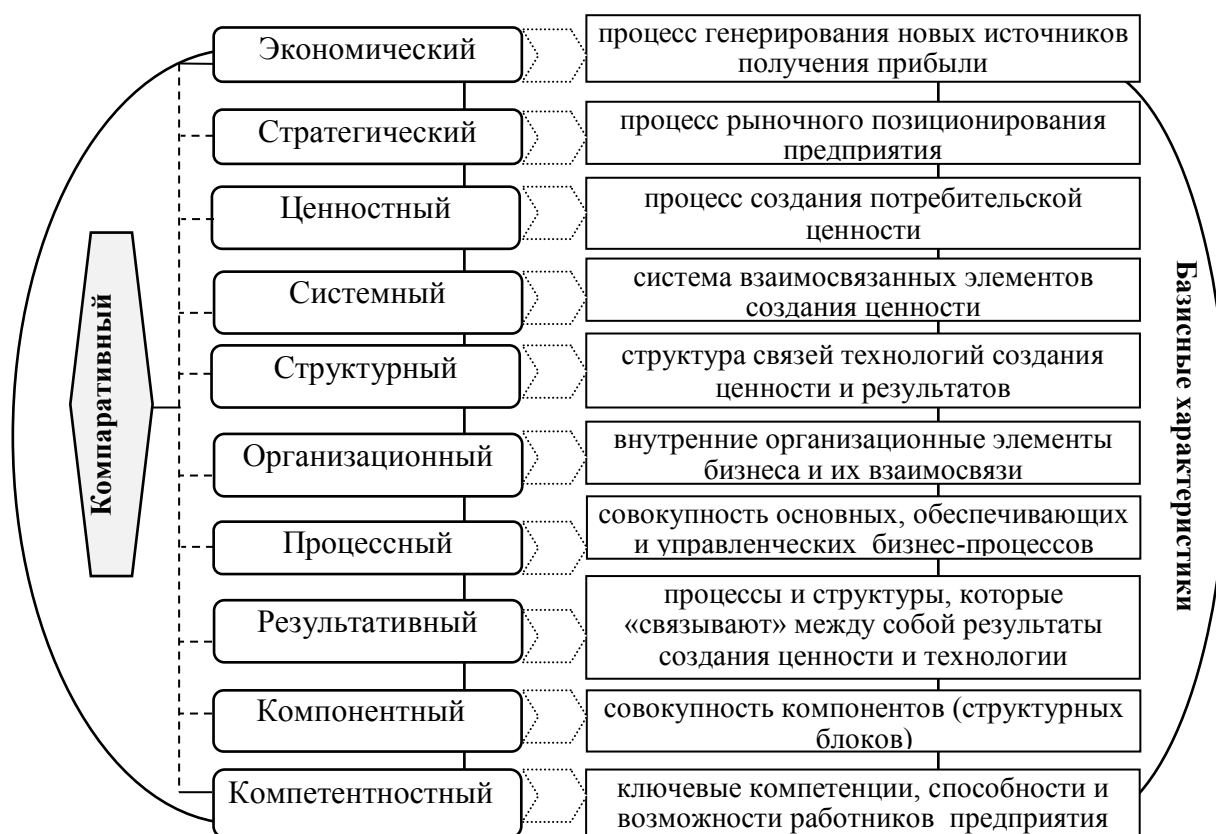 Экономический
процесс генерирования новых источников
получения прибыли
Стратегический
процесс рыночного позиционирования
предприятия
Ценностный
процесс создания потребительской
ценности
Системный
система взаимосвязанных элементов
создания ценности
Структурный
структура связей технологий создания
ценности и результатов
Организационный
внутренние организационные элементы
бизнеса и их взаимосвязи
Процессный
совокупность основных, обеспечивающих
и управленческих бизнес-процессов
Результативный
процессы и структуры, которые
«связывают» между собой результаты
создания ценности и технологии
Компонентный
совокупность компонентов (структурных
блоков)
Компетентностный
ключевые компетенции, способности и
возможности работников предприятия
Компаративный
Базисные характеристики